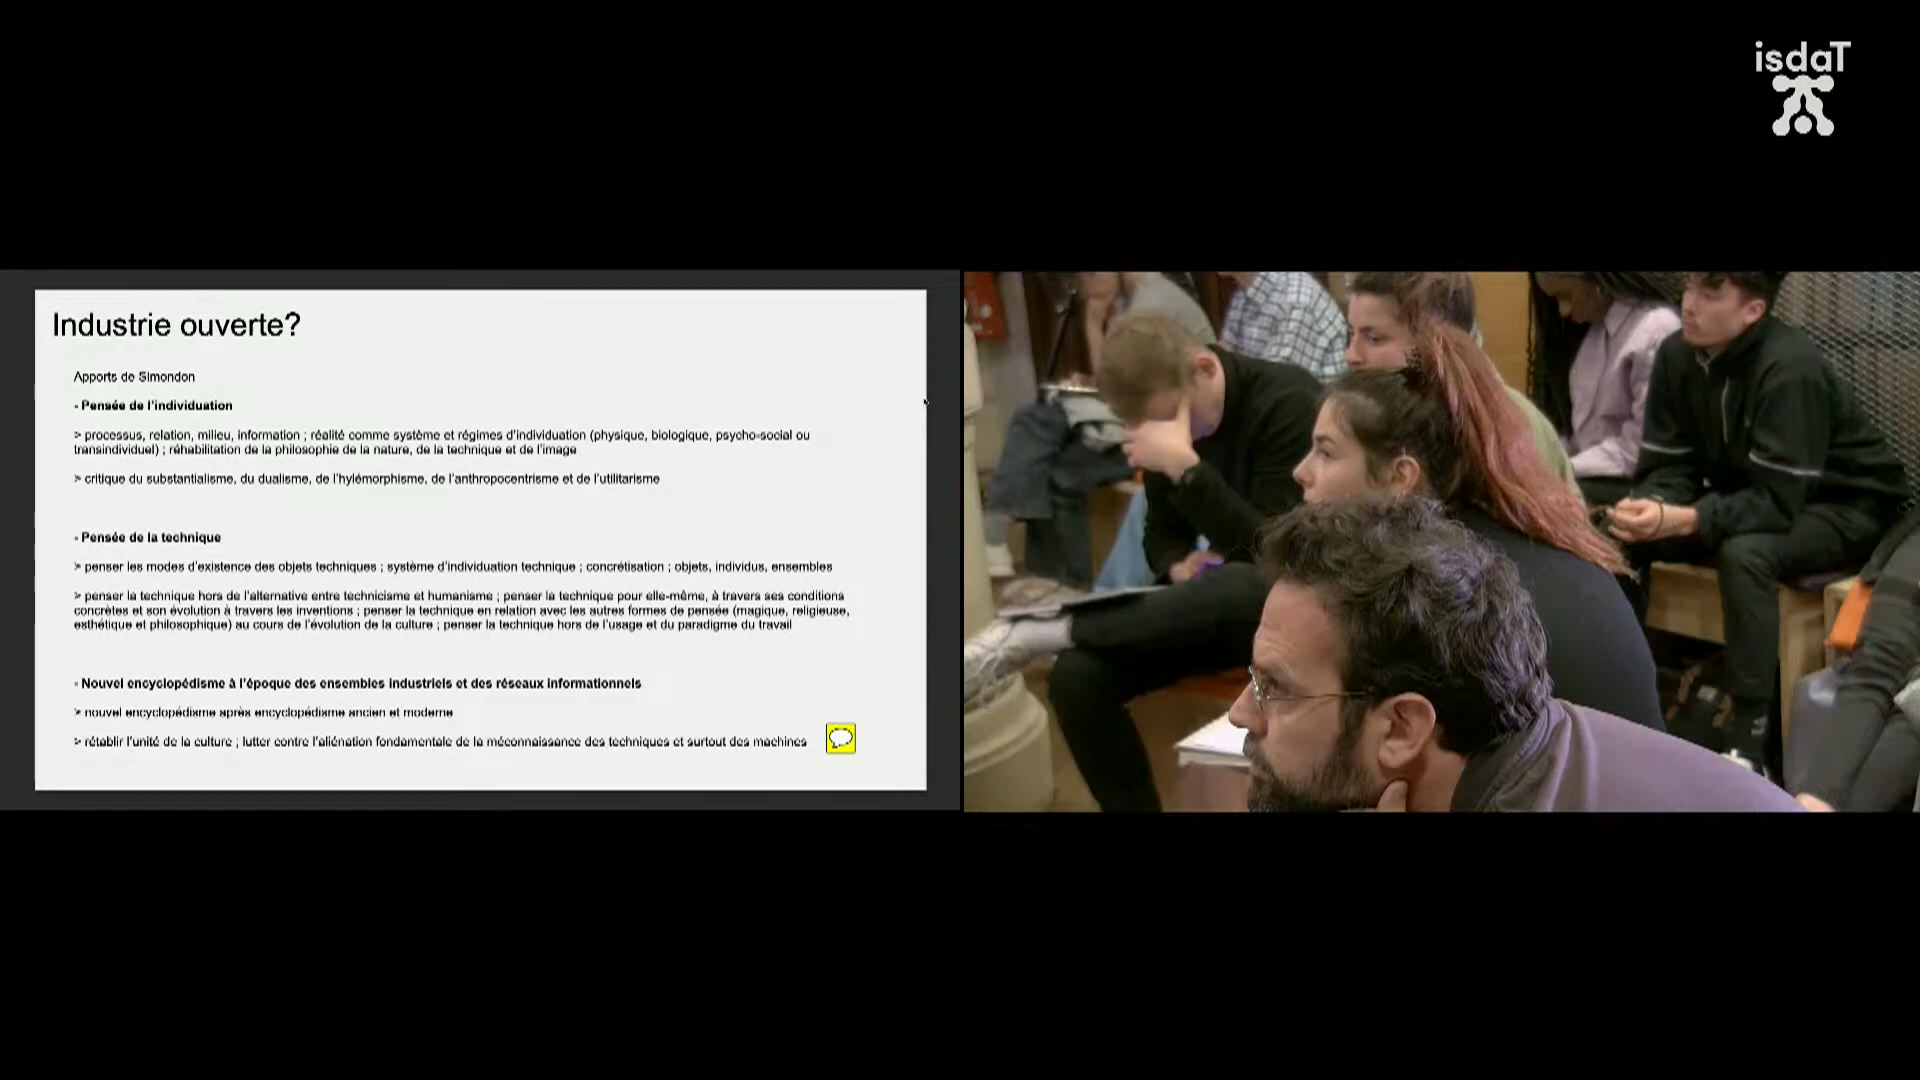 isdaT
Industrie ouverte?
Apports de Simondon
- Pensée de l'individuation
> processus, relation, milieu, information ; réalité comme système et régimes d'individuation (physique, biologique, psycho-social ou
transindividuel) ; réhabilitation de la philosophie de la nature, de la technique et de l'image
> critique du substantialisme, du dualisme, de l'hylémorphisme, de l'anthropocentrisme et de l'utilitarisme
- Pensée de la technique
> penser les modes d'existence des objets techniques ; système d'individuation technique ; concrétisation ; objets, individus, ensembles
> penser la technique hors de l'alternative entre technicisme et humanisme ; penser la technique pour elle-même, à travers ses conditions
concrètes et son évolution à travers les inventions ; penser la technique en relation avec les autres formes de pensée (magique, religieuse,
esthétique et philosophique) au cours de l'évolution de la culture ; penser la technique hors de l'usage et du paradigme du travail
- Nouvel encyclopédisme à l'époque des ensembles industriels et des réseaux informationnels
> nouvel encyclopédisme après encyclopédisme ancien et moderne
> rétablir l'unité de la culture ; lutter contre l'aliénation fondamentale de la méconnaissance des techniques et surtout des machines